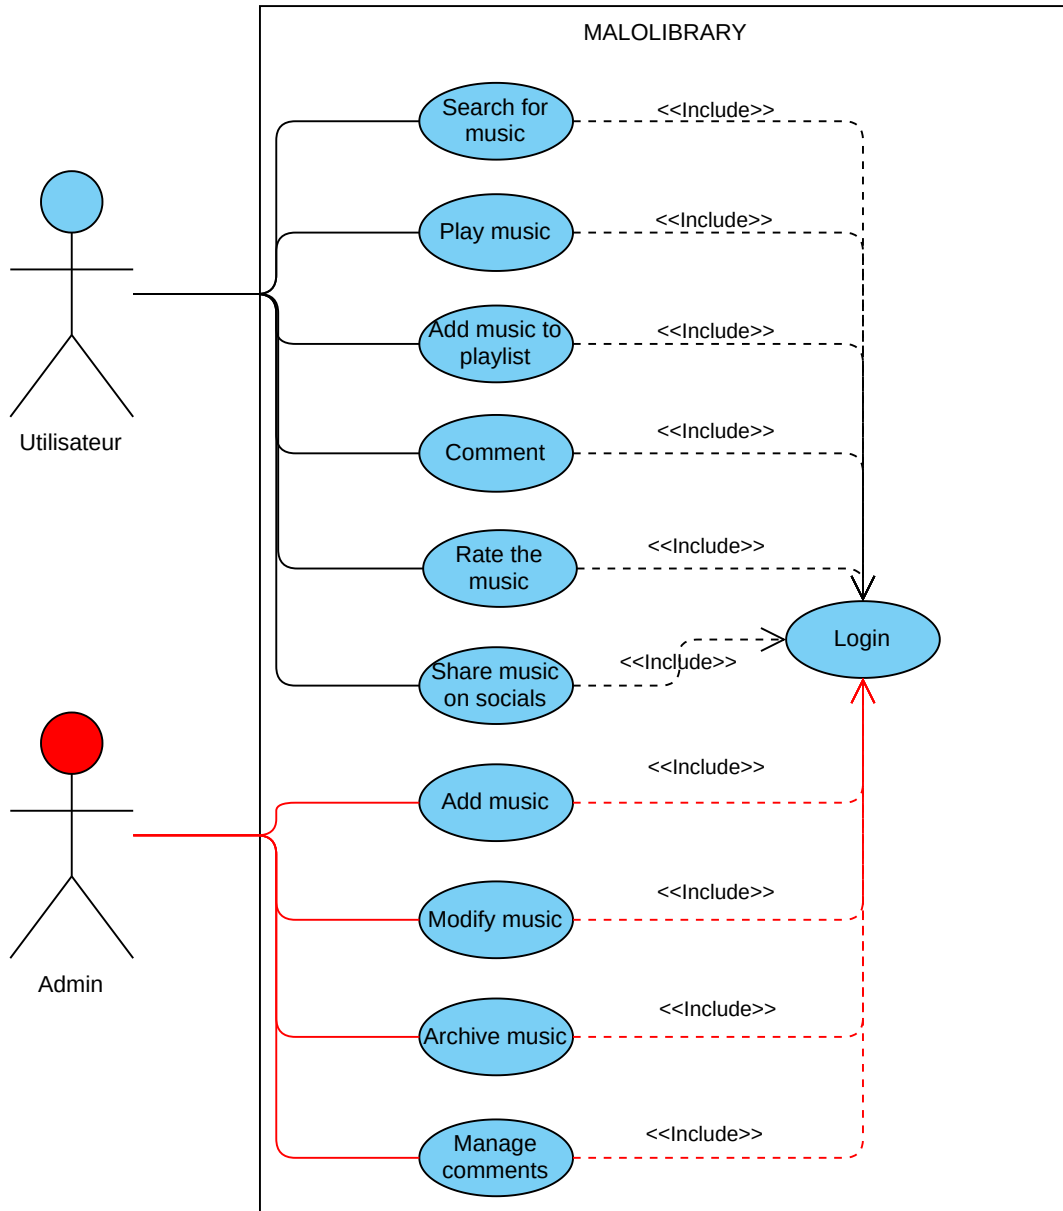 MALOLIBRARY
Search for
music
<<Include>>
Play music
<<Include>>
Add music to
playlist
<<Include>>
Utilisateur
Comment
<<Include>>
Rate the
music
<<Include>>
Login
Share music
on socials
<<Include>>
Add music
<<Include>>
Modify music
<<Include>>
Admin
Archive music
<<Include>>
Manage
comments
<<Include>>